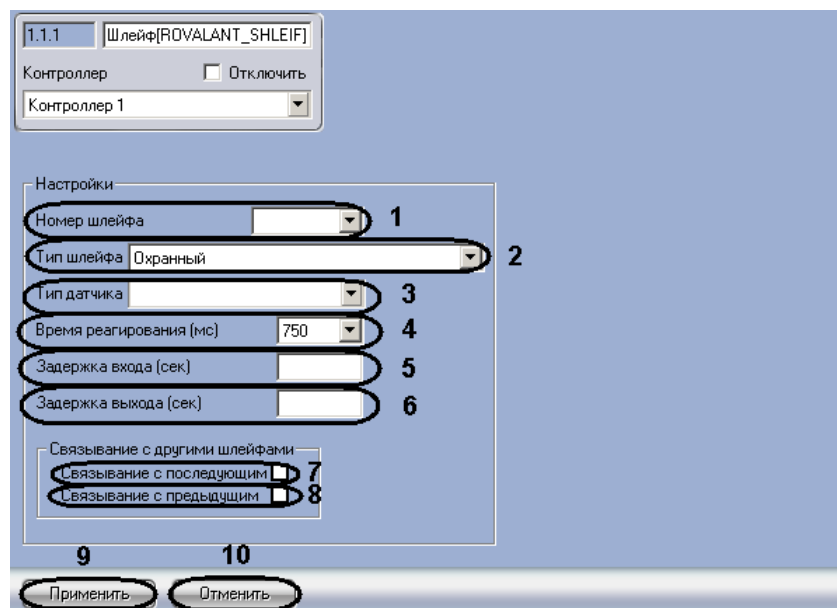 1.1.1 Шлейф[ROVALANT_SHLEIF]
Контроллер Отключить
Контроллер 1
Настройки
Номер шлейфа 1
Тип шлейфа Охранный 2
Тип датчика 3
Время реагирования (мс) 750 4
Задержка входа (сек) 5
Задержка выхода (сек) 6
Связывание с другими шлейфами
Связывание с последующим 7
Связывание с предыдущим 8
9 10
Применить Отменить